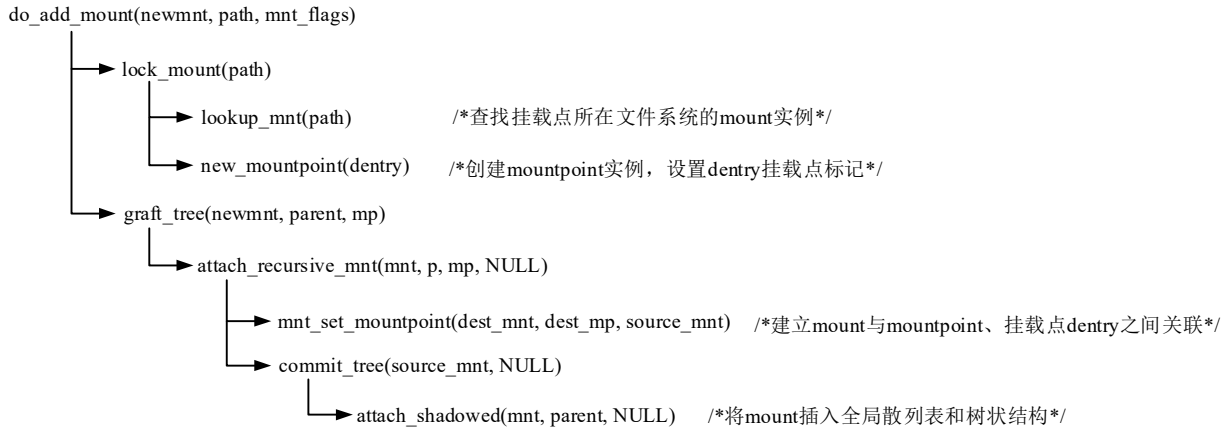 do_add_mount(newmnt, path, mnt_flags)
lock_mount(path)
lookup_mnt(path) /*查找挂载点所在文件系统的mount实例*/
new_mountpoint(dentry) /*创建mountpoint实例，设置dentry挂载点标记*/
graft_tree(newmnt, parent, mp)
attach_recursive_mnt(mnt, p, mp, NULL)
mnt_set_mountpoint(dest_mnt, dest_mp, source_mnt) /*建立mount与mountpoint、挂载点dentry之间关联*/
commit_tree(source_mnt, NULL)
attach_shadowed(mnt, parent, NULL) /*将mount插入全局散列表和树状结构*/